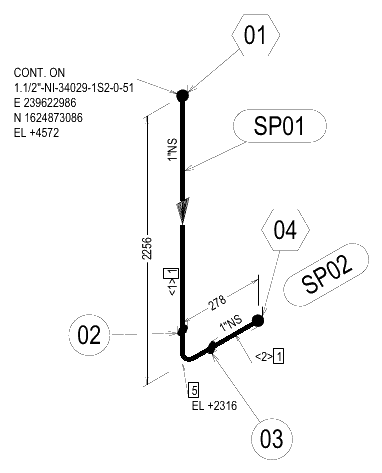 01
CONT. ON
1.1/2"-NI-34029-1S2-0-51
E 239622986
N 1624873086
EL +4572
SP01
1"NS
2256
04
SP02
<1> 1
278
1"NS
02
<2> 1
5
EL +2316
03